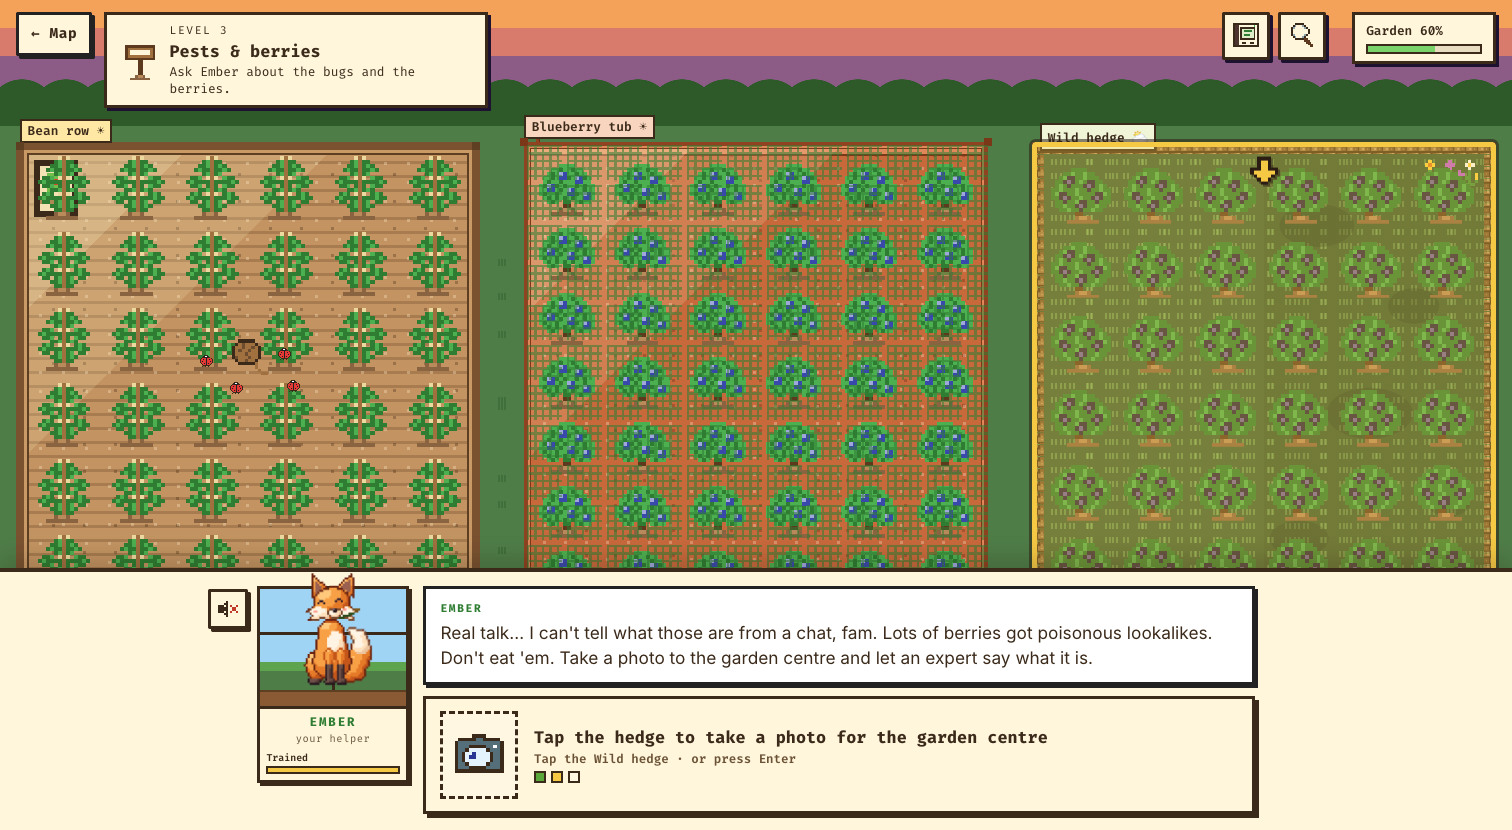 ← Map
LEVEL 3
Pests & berries
Ask Ember about the bugs and the
berries.
Garden 60%
Bean row ☀
Blueberry tub ☀
Wild hedge ⛅
EMBER
Real talk... I can't tell what those are from a chat, fam. Lots of berries got poisonous lookalikes.
Don't eat 'em. Take a photo to the garden centre and let an expert say what it is.
EMBER
your helper
Trained
Tap the hedge to take a photo for the garden centre
Tap the Wild hedge · or press Enter